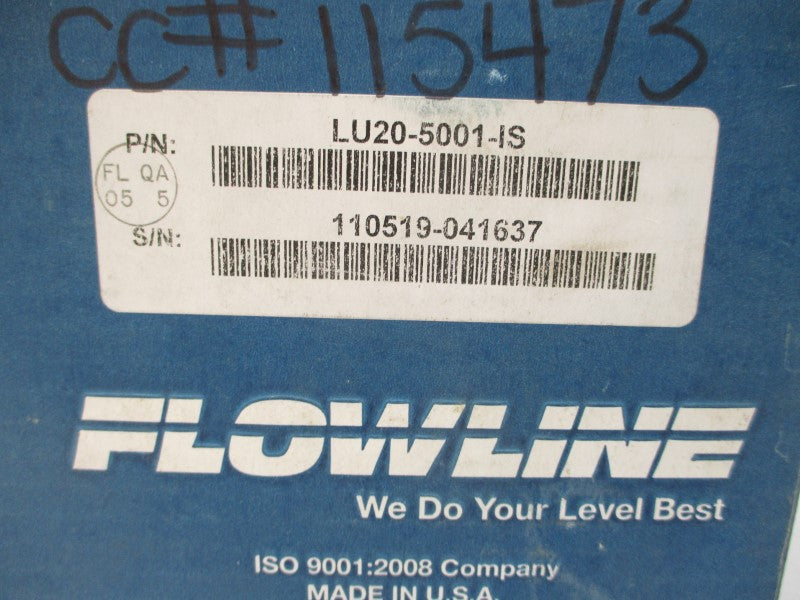 CC# 115473
P/N: LU20-5001-IS
FL QA
05 5
S/N: 110519-041637
FLOWLINE
We Do Your Level Best
ISO 9001:2008 Company
MADE IN U.S.A.